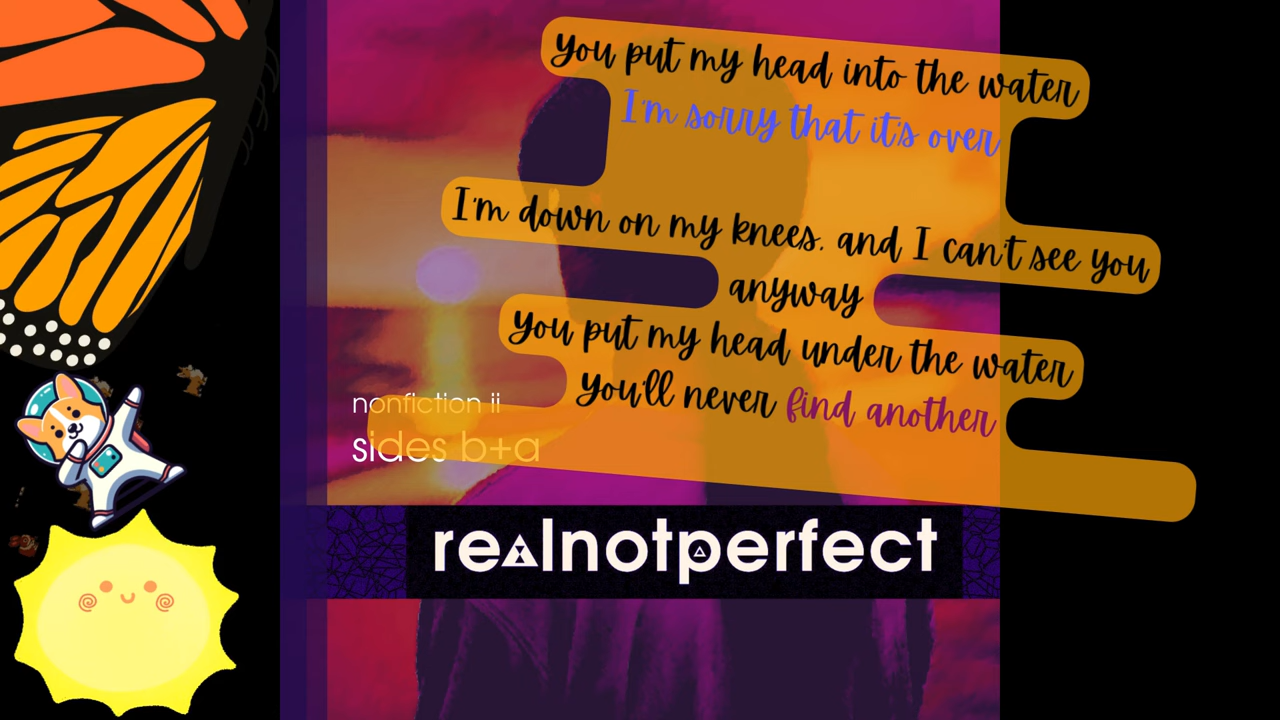 You put my head into the water
I'm sorry that it's over
I'm down on my knees, and I can't see you
anyway
You put my head under the water
You'll never find another
nonfiction ii
sides b+a
realnotperfect